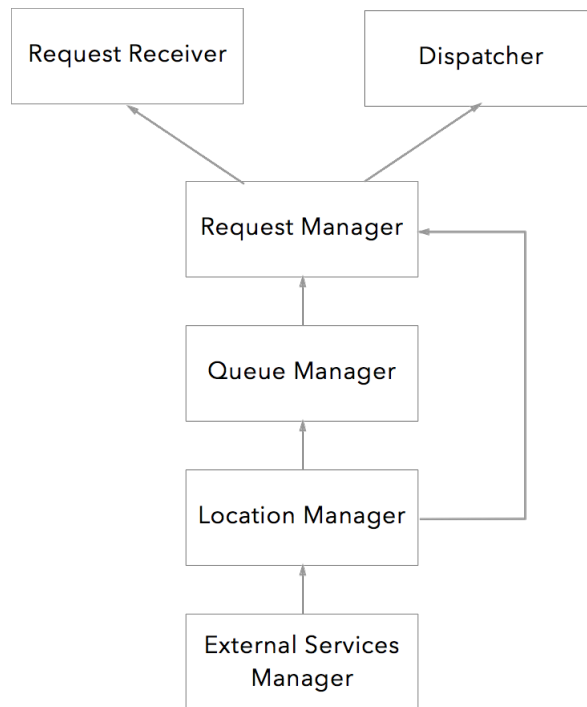 Request Receiver
Dispatcher
Request Manager
Queue Manager
Location Manager
External Services
Manager